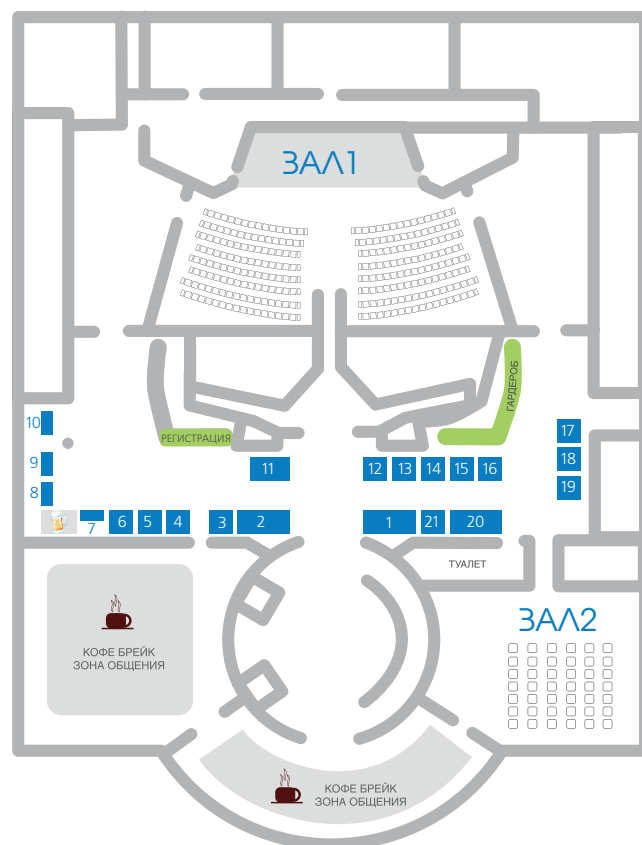 ЗАЛ1
ГАРДЕРОБ
РЕГИСТРАЦИЯ
10
9
8
7
6
5
4
3
2
11
12
13
14
15
16
17
18
19
1
21
20
ТУАЛЕТ
ЗАЛ2
КОФЕ БРЕЙК
ЗОНА ОБЩЕНИЯ
КОФЕ БРЕЙК
ЗОНА ОБЩЕНИЯ